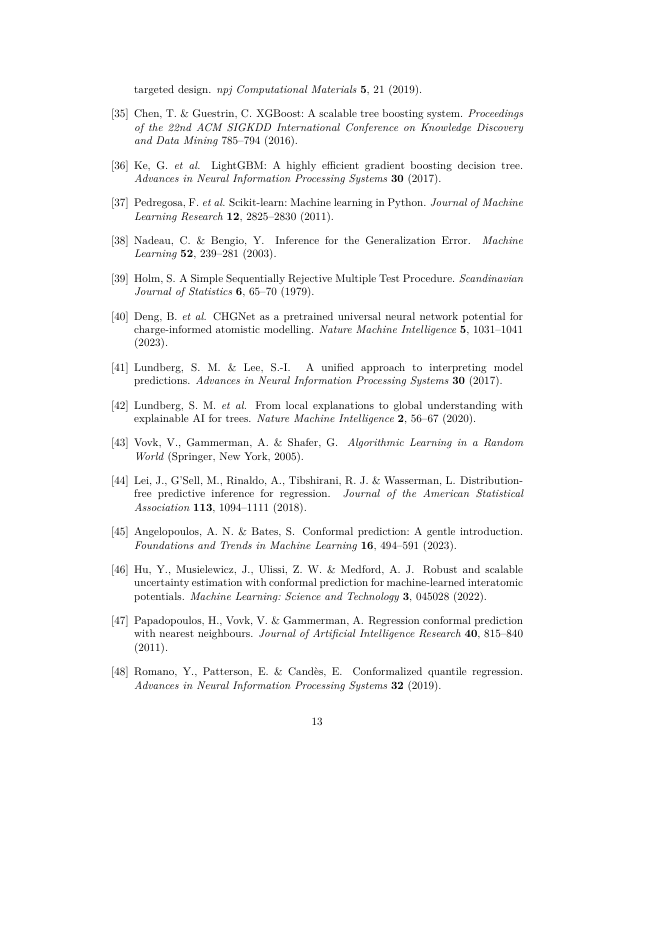 targeted design. npj Computational Materials 5, 21 (2019).
[35] Chen, T. & Guestrin, C. XGBoost: A scalable tree boosting system. Proceedings
of the 22nd ACM SIGKDD International Conference on Knowledge Discovery
and Data Mining 785–794 (2016).
[36] Ke, G. et al. LightGBM: A highly efficient gradient boosting decision tree.
Advances in Neural Information Processing Systems 30 (2017).
[37] Pedregosa, F. et al. Scikit-learn: Machine learning in Python. Journal of Machine
Learning Research 12, 2825–2830 (2011).
[38] Nadeau, C. & Bengio, Y. Inference for the Generalization Error. Machine
Learning 52, 239–281 (2003).
[39] Holm, S. A Simple Sequentially Rejective Multiple Test Procedure. Scandinavian
Journal of Statistics 6, 65–70 (1979).
[40] Deng, B. et al. CHGNet as a pretrained universal neural network potential for
charge-informed atomistic modelling. Nature Machine Intelligence 5, 1031–1041
(2023).
[41] Lundberg, S. M. & Lee, S.-I. A unified approach to interpreting model
predictions. Advances in Neural Information Processing Systems 30 (2017).
[42] Lundberg, S. M. et al. From local explanations to global understanding with
explainable AI for trees. Nature Machine Intelligence 2, 56–67 (2020).
[43] Vovk, V., Gammerman, A. & Shafer, G. Algorithmic Learning in a Random
World (Springer, New York, 2005).
[44] Lei, J., G'Sell, M., Rinaldo, A., Tibshirani, R. J. & Wasserman, L. Distribution-
free predictive inference for regression. Journal of the American Statistical
Association 113, 1094–1111 (2018).
[45] Angelopoulos, A. N. & Bates, S. Conformal prediction: A gentle introduction.
Foundations and Trends in Machine Learning 16, 494–591 (2023).
[46] Hu, Y., Musielewicz, J., Ulissi, Z. W. & Medford, A. J. Robust and scalable
uncertainty estimation with conformal prediction for machine-learned interatomic
potentials. Machine Learning: Science and Technology 3, 045028 (2022).
[47] Papadopoulos, H., Vovk, V. & Gammerman, A. Regression conformal prediction
with nearest neighbours. Journal of Artificial Intelligence Research 40, 815–840
(2011).
[48] Romano, Y., Patterson, E. & Candès, E. Conformalized quantile regression.
Advances in Neural Information Processing Systems 32 (2019).
13